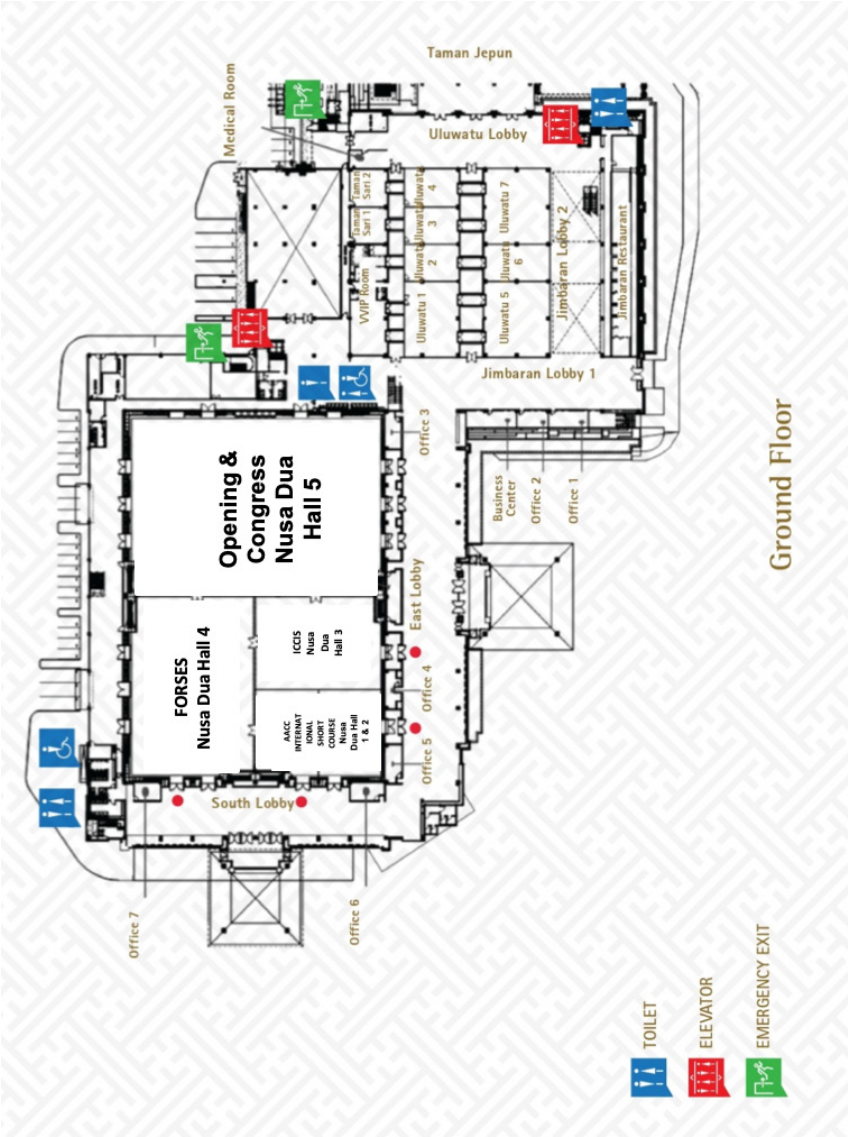 Taman Jepun
Medical Room
Uluwatu Lobby
Taman
Sari 2
Taman
Sari 1
VVIP Room
Uluwatu
4
Uluwatu
3
Uluwatu
2
Uluwatu 1
Uluwatu 7
Uluwatu
6
Uluwatu 5
Jimbaran Lobby 2
Jimbaran Restaurant
Jimbaran Lobby 1
Office 3
Business
Center
Office 2
Office 1
Opening &
Congress
Nusa Dua
Hall 5
East Lobby
FORSES
Nusa Dua Hall 4
ICCIS
Nusa
Dua
Hall 3
AACC
INTERNAT
IONAL
SHORT
COURSE
Nusa
Dua Hall
1 & 2
Office 4
Office 5
South Lobby
Office 7
Office 6
Ground Floor
TOILET
ELEVATOR
EMERGENCY EXIT